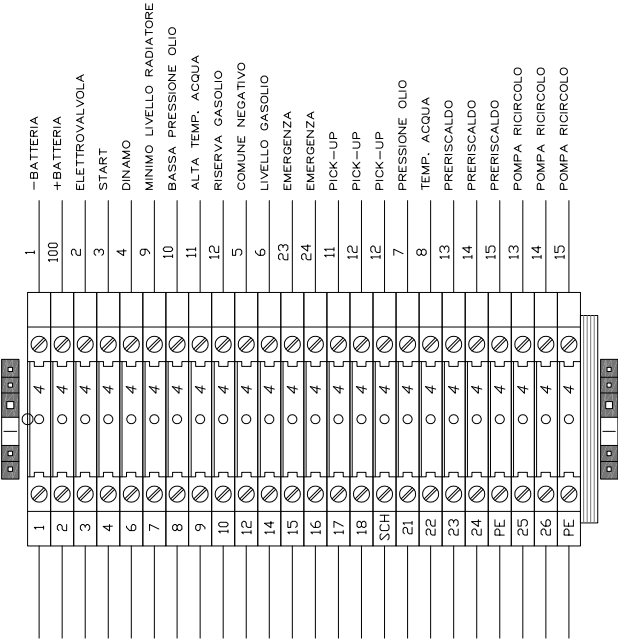 -BATTERIA
+BATTERIA
ELETTROVALVOLA
START
DINAMO
MINIMO LIVELLO RADIATORE
BASSA PRESSIONE OLIO
ALTA TEMP. ACQUA
RISERVA GASOLIO
COMUNE NEGATIVO
LIVELLO GASOLIO
EMERGENZA
EMERGENZA
PICK-UP
PICK-UP
PICK-UP
PRESSIONE OLIO
TEMP. ACQUA
PRERISCALDO
PRERISCALDO
PRERISCALDO
POMPA RICIRCOLO
POMPA RICIRCOLO
POMPA RICIRCOLO
1 100 2 3 4 9 10 11 12 5 6 23 24 11 12 12 7 8 13 14 15 13 14 15
4 4 4 4 4 4 4 4 4 4 4 4 4 4 4 4 4 4 4 4 4 4 4 4
1 2 3 4 6 7 8 9 10 12 14 15 16 17 18 SCH 21 22 23 24 PE 25 26 PE